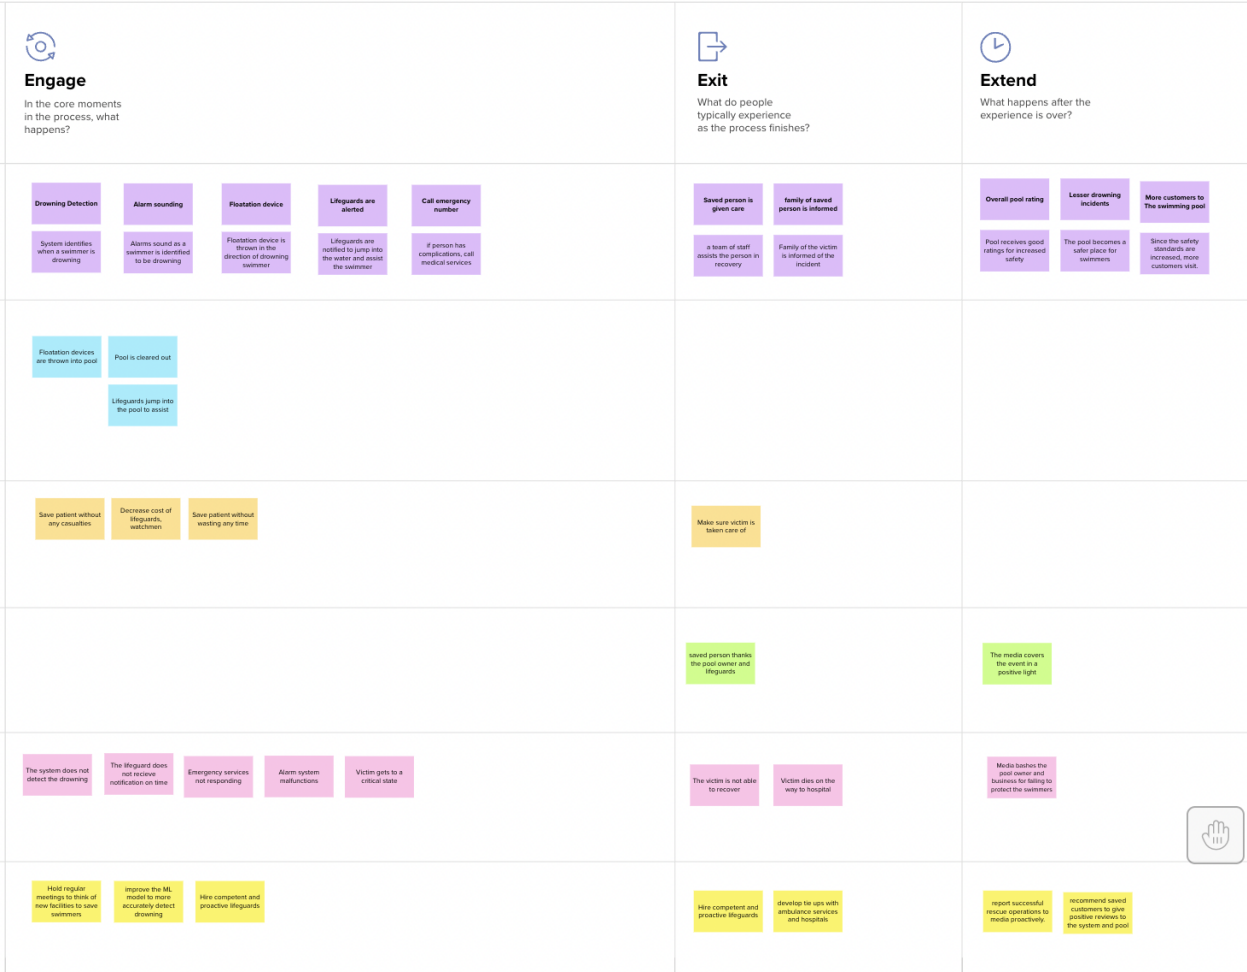 Engage
In the core moments
in the process, what
happens?
Exit
What do people
typically experience
as the process finishes?
Extend
What happens after the
experience is over?
Drowning Detection
Alarm sounding
Floatation device
Lifeguards are
alerted
Call emergency
number
Saved person is
given care
family of saved
person is informed
Overall pool rating
Lesser drowning
incidents
More customers to
The swimming pool
System identifies
when a swimmer is
drowning
Alarms sound as a
swimmer is identified
to be drowning
Floatation device is
thrown in the
direction of drowning
swimmer
Lifeguards are
notified to jump into
the water and assist
the swimmer
if person has
complications, call
medical services
a team of staff
assists the person in
recovery
Family of the victim
is informed of the
incident
Pool receives good
ratings for increased
safety
The pool becomes a
safer place for
swimmers
Since the safety
standards are
increased, more
customers visit.
Floatation devices
are thrown into pool
Pool is cleared out
Lifeguards jump into
the pool to assist
Save patient without
any casualties
Decrease cost of
lifeguards,
watchmen
Save patient without
wasting any time
Make sure victim is
taken care of
saved person thanks
the pool owner and
lifeguards
The media covers
the event in a
positive light
The system does not
detect the drowning
The lifeguard does
not recieve
notification on time
Emergency services
not responding
Alarm system
malfunctions
Victim gets to a
critical state
The victim is not able
to recover
Victim dies on the
way to hospital
Media bashes the
pool owner and
business for failing to
protect the swimmers
Hold regular
meetings to think of
new facilities to save
swimmers
improve the ML
model to more
accurately detect
drowning
Hire competent and
proactive lifeguards
Hire competent and
proactive lifeguards
develop tie ups with
ambulance services
and hospitals
report successful
rescue operations to
media proactively.
recommend saved
customers to give
positive reviews to
the system and pool